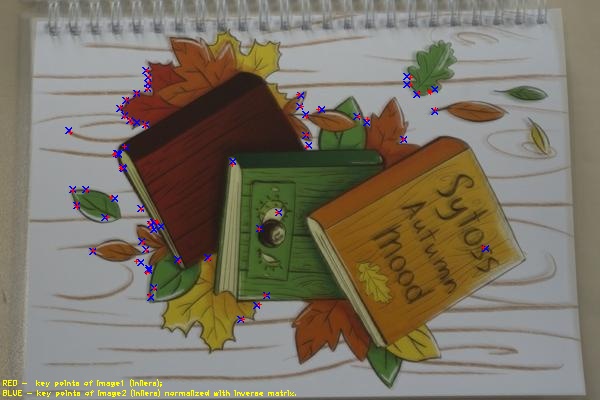 Sytoss
Autumn
Mood
RED - key points of image1 (inliers);
BLUE - key points of image2 (inliers) normalized with inverse matrix.